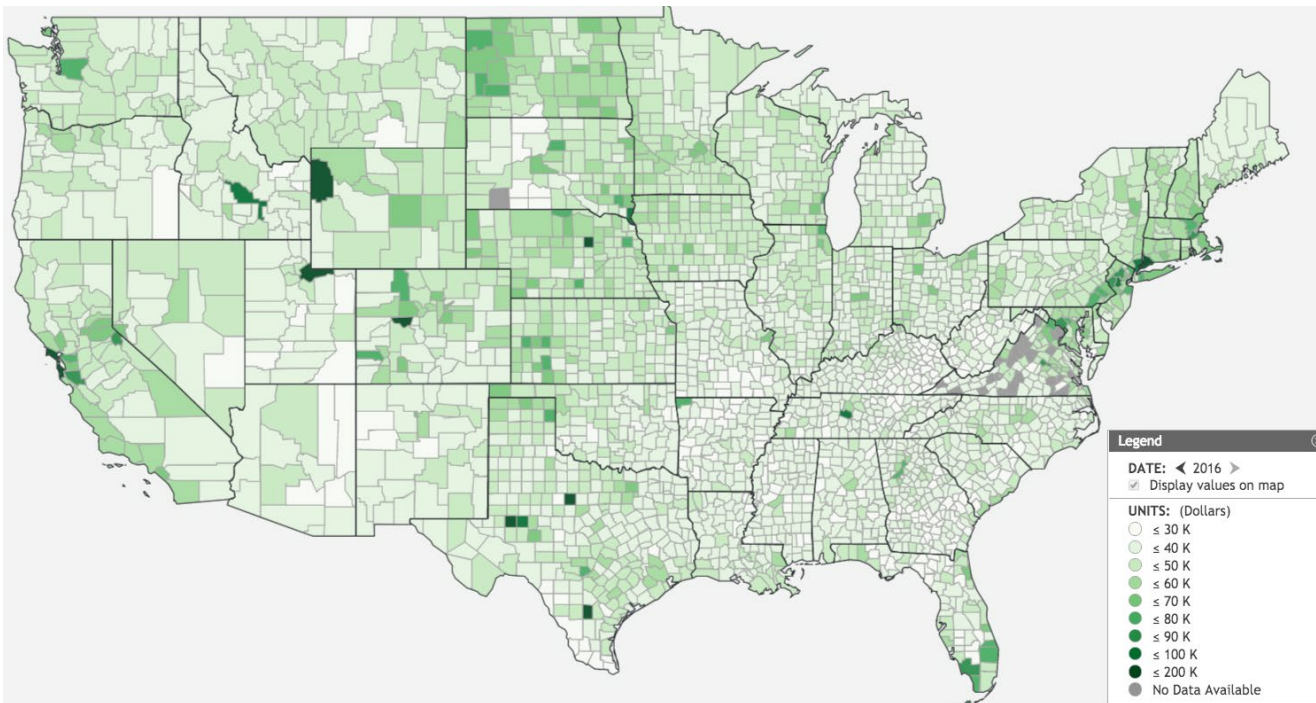 Legend
DATE: 2016
Display values on map
UNITS: (Dollars)
≤ 30 K
≤ 40 K
≤ 50 K
≤ 60 K
≤ 70 K
≤ 80 K
≤ 90 K
≤ 100 K
≤ 200 K
No Data Available